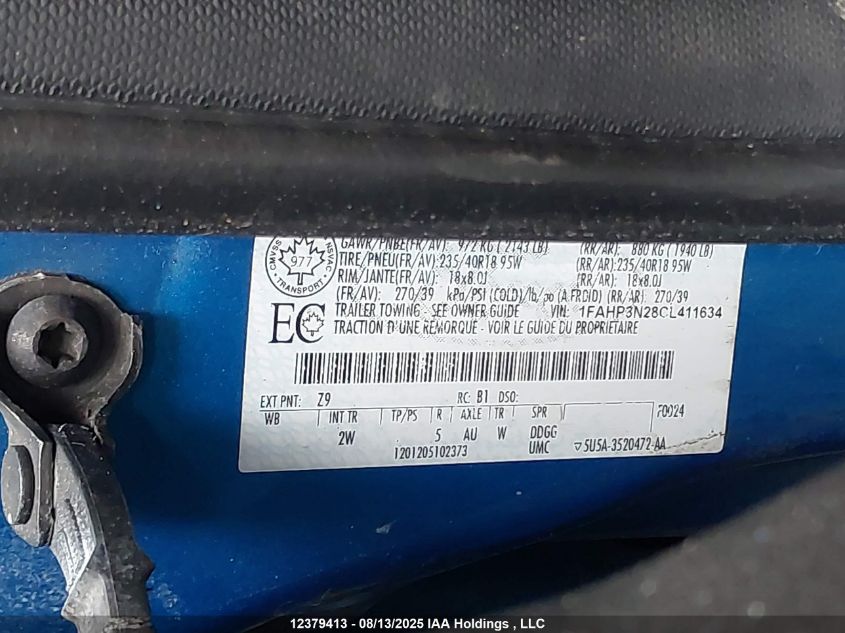 GAWR/PNBE(FR/AV): 972 KG ( 2143 LB) (RR/AR): 880 KG ( 1940 LB)
TIRE/PNEU(FR/AV):235/40R18 95W (RR/AR):235/40R18 95W
RIM/JANTE(FR/AV): 18x8.0J (RR/AR): 18x8.0J
(FR/AV): 270/39 kPa/PSI (COLD)/lb/po (A.FROID) (RR/AR): 270/39
TRAILER TOWING - SEE OWNER GUIDE VIN: 1FAHP3N28CL411634
TRACTION D'UNE REMORQUE - VOIR LE GUIDE DU PROPRIETAIRE
CMVSS
NSVAC
977
TRANSPORT
EC
EXT PNT: Z9 RC: B1 DSO:
WB INT TR TP/PS R AXLE TR SPR F0024
2W 5 AU W DDGG
1201205102373 UMC 5U5A-3520472-AA
12379413 - 08/13/2025 IAA Holdings , LLC